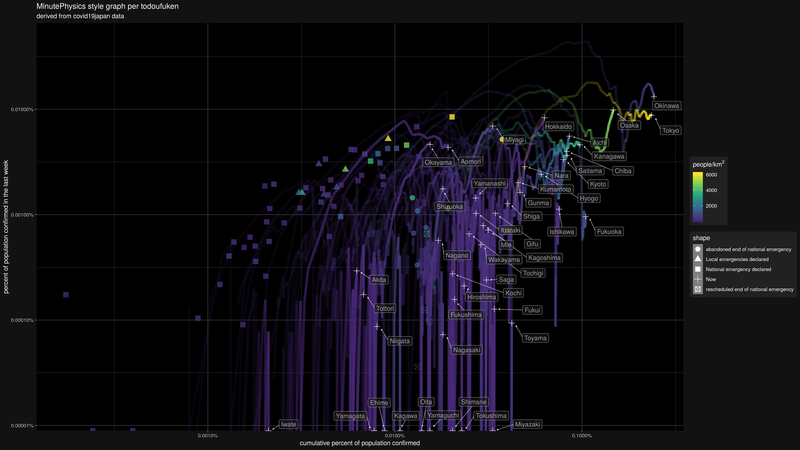 MinutePhysics style graph per todoufuken
derived from covid19japan data
percent of population confirmed in the last week
0.01000%
0.00100%
0.00010%
0.00001%
Okinawa
Tokyo
Osaka
Hokkaido
Miyagi
Aichi
Kanagawa
Okayama
Aomori
Saitama
Chiba
Nara
Kyoto
Yamanashi
Kumamoto
Hyogo
Shizuoka
Gunma
Shiga
Ibaraki
Ishikawa
Fukuoka
Mie
Gifu
Nagano
Wakayama
Kagoshima
Tochigi
Akita
Saga
Kochi
Hiroshima
Tottori
Fukushima
Fukui
Niigata
Toyama
Nagasaki
Ehime
Oita
Shimane
Yamagata
Kagawa
Yamaguchi
Tokushima
Iwate
Miyazaki
0.0010%
0.0100%
0.1000%
cumulative percent of population confirmed
people/km²
6000
4000
2000
shape
abandoned end of national emergency
Local emergencies declared
National emergency declared
Now
rescheduled end of national emergency